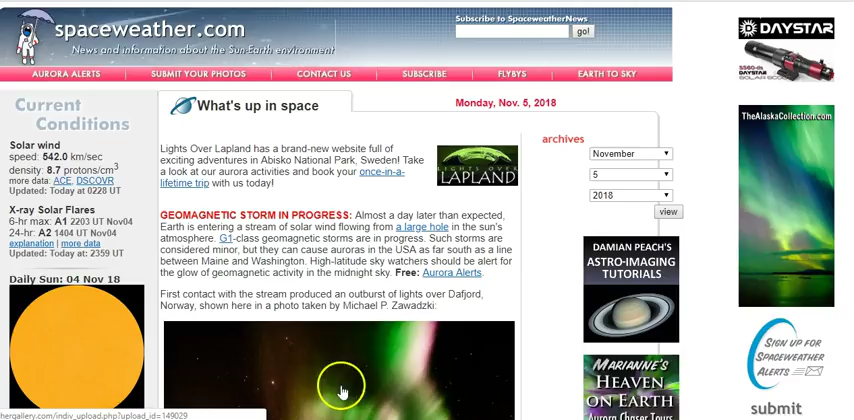 spaceweather.com
News and information about the Sun-Earth environment
Subscribe to SpaceweatherNews
go!
AURORA ALERTS | SUBMIT YOUR PHOTOS | CONTACT US | SUBSCRIBE | FLYBYS | EARTH TO SKY
Current
Conditions
Solar wind
speed: 542.0 km/sec
density: 8.7 protons/cm3
more data: ACE, DSCOVR
Updated: Today at 0228 UT
X-ray Solar Flares
6-hr max: A1 2203 UT Nov04
24-hr: A2 1404 UT Nov04
explanation | more data
Updated: Today at: 2359 UT
Daily Sun: 04 Nov 18
What's up in space
Monday, Nov. 5, 2018
Lights Over Lapland has a brand-new website full of
exciting adventures in Abisko National Park, Sweden! Take
a look at our aurora activities and book your once-in-a-
lifetime trip with us today!
LIGHTS OVER
LAPLAND
GEOMAGNETIC STORM IN PROGRESS: Almost a day later than expected,
Earth is entering a stream of solar wind flowing from a large hole in the sun's
atmosphere. G1-class geomagnetic storms are in progress. Such storms are
considered minor, but they can cause auroras in the USA as far south as a line
between Maine and Washington. High-latitude sky watchers should be alert for
the glow of geomagnetic activity in the midnight sky. Free: Aurora Alerts.
First contact with the stream produced an outburst of lights over Dafjord,
Norway, shown here in a photo taken by Michael P. Zawadzki:
archives
November
5
2018
view
DAMIAN PEACH'S
ASTRO-IMAGING
TUTORIALS
MARIANNE'S
HEAVEN
ON EARTH
Aurora Chaser Tours
DAYSTAR
SS60-ds
DAYSTAR
SOLAR SCOPE
TheAlaskaCollection.com
SIGN UP FOR
SPACEWEATHER
ALERTS
submit
hergallery.com/indiv_upload.php?upload_id=149029